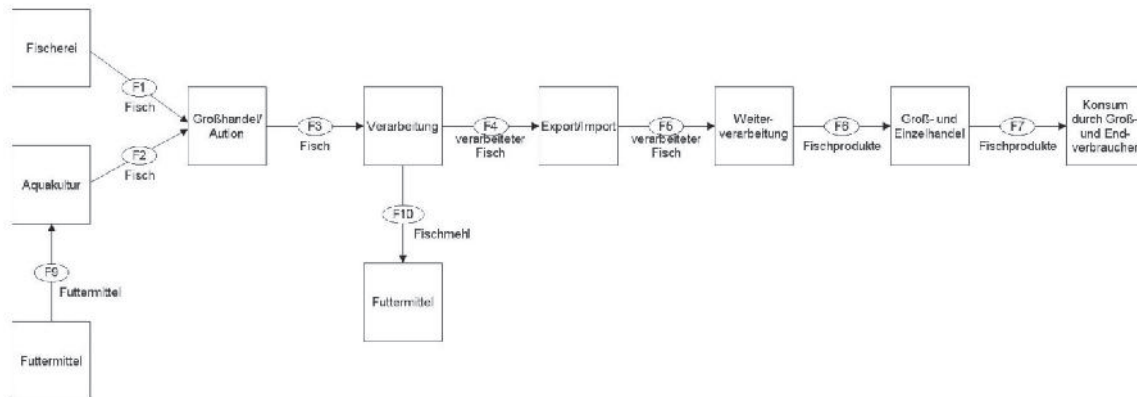 Fischerei
F1
Fisch
Großhandel/
Aution
F2
Fisch
Aquakultur
F9
Futtermittel
Futtermittel
F3
Fisch
Verarbeitung
F4
verarbeiteter
Fisch
F10
Fischmehl
Futtermittel
Export/Import
F5
verarbeiteter
Fisch
Weiter-
verarbeitung
F6
Fischprodukte
Groß- und
Einzelhandel
F7
Fischprodukte
Konsum
durch Groß-
und End-
verbraucher